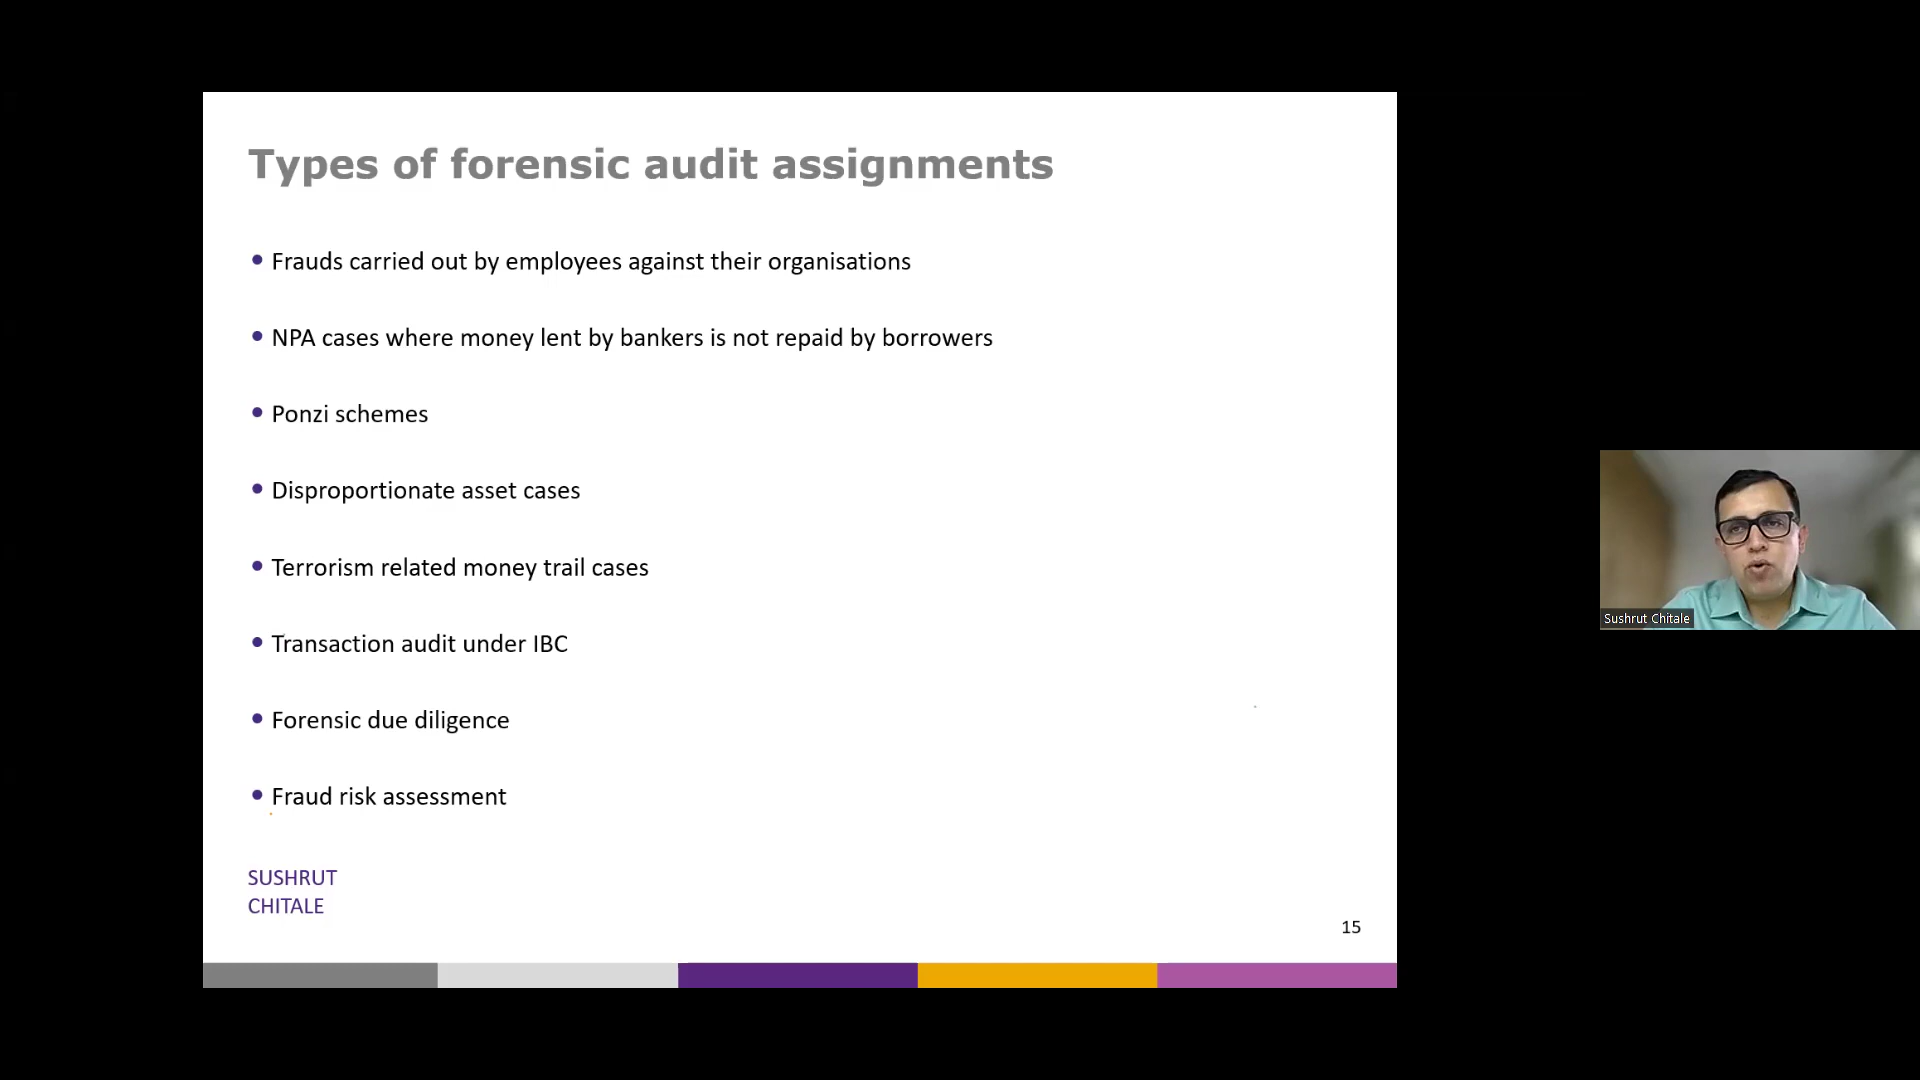 Types of forensic audit assignments
• Frauds carried out by employees against their organisations
• NPA cases where money lent by bankers is not repaid by borrowers
• Ponzi schemes
• Disproportionate asset cases
• Terrorism related money trail cases
• Transaction audit under IBC
• Forensic due diligence
• Fraud risk assessment
SUSHRUT
CHITALE
15
Sushrut Chitale